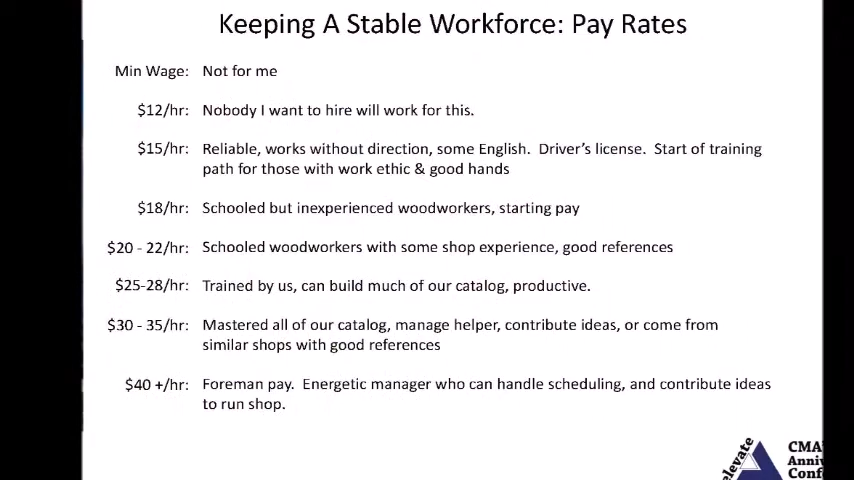 Keeping A Stable Workforce: Pay Rates
Min Wage: Not for me
$12/hr: Nobody I want to hire will work for this.
$15/hr: Reliable, works without direction, some English. Driver's license. Start of training
path for those with work ethic & good hands
$18/hr: Schooled but inexperienced woodworkers, starting pay
$20 - 22/hr: Schooled woodworkers with some shop experience, good references
$25-28/hr: Trained by us, can build much of our catalog, productive.
$30 - 35/hr: Mastered all of our catalog, manage helper, contribute ideas, or come from
similar shops with good references
$40 +/hr: Foreman pay. Energetic manager who can handle scheduling, and contribute ideas
to run shop.
elevate
CMA